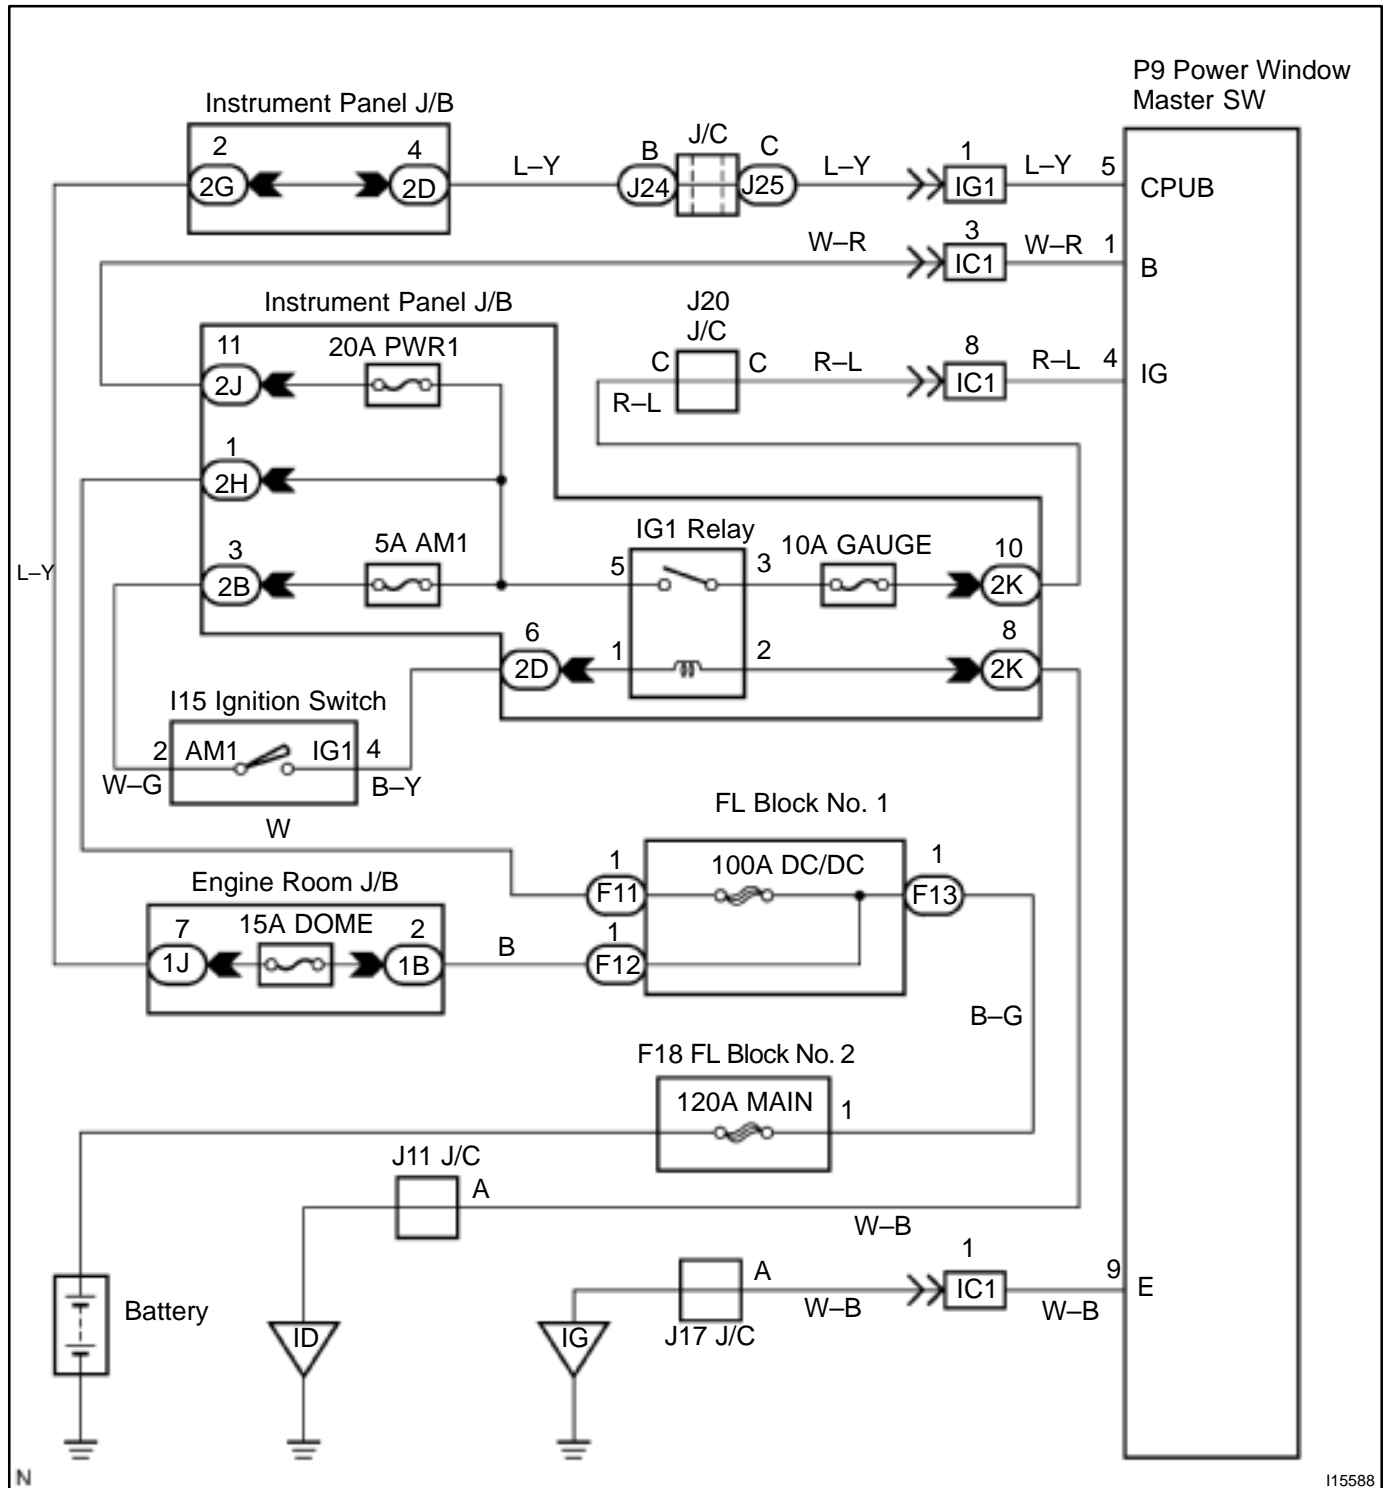 P9 Power Window
Master SW
Instrument Panel J/B
2
4
2G
2D
L–Y
B
J/C
C
J24
J25
L–Y
1
IG1
L–Y
5
CPUB
W–R
3
IC1
W–R
1
B
Instrument Panel J/B
J20
J/C
11
2J
20A PWR1
C
C
R–L
8
IC1
R–L
4
IG
R–L
1
2H
IG1 Relay
3
2B
5A AM1
5
3
10A GAUGE
10
2K
L–Y
6
2D
1
2
8
2K
I15 Ignition Switch
2
AM1
IG1
4
W–G
B–Y
W
FL Block No. 1
1
F11
100A DC/DC
1
F13
Engine Room J/B
7
1J
15A DOME
2
1B
B
1
F12
B–G
F18 FL Block No. 2
120A MAIN
1
J11 J/C
A
W–B
Battery
ID
IG
A
J17 J/C
W–B
1
IC1
W–B
9
E
N
I15588